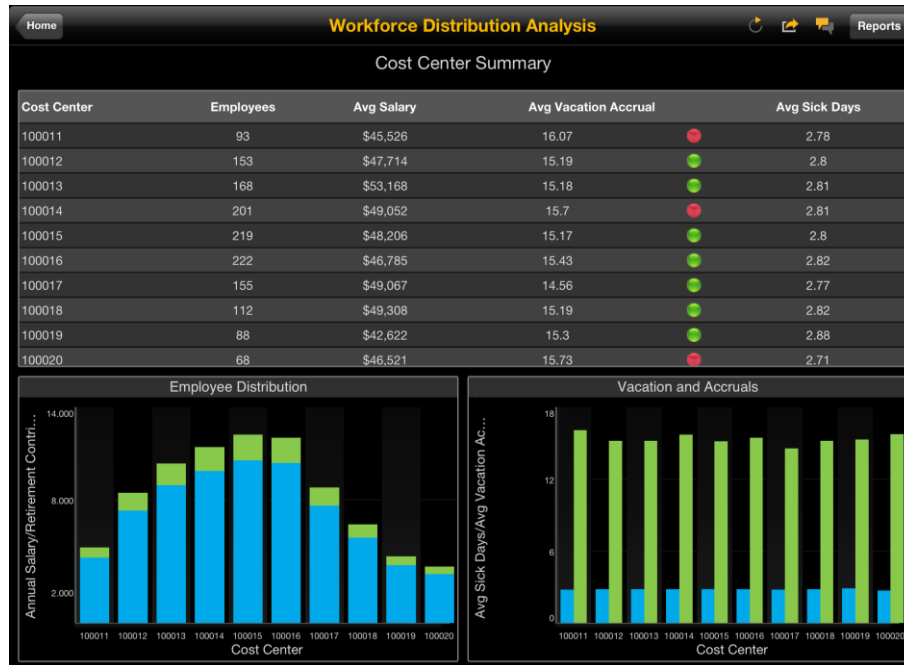 Home Workforce Distribution Analysis Reports
Cost Center Summary
Cost Center Employees Avg Salary Avg Vacation Accrual Avg Sick Days
100011 93 $45,526 16.07 2.78
100012 153 $47,714 15.19 2.8
100013 168 $53,168 15.18 2.81
100014 201 $49,052 15.7 2.81
100015 219 $48,206 15.17 2.8
100016 222 $46,785 15.43 2.82
100017 155 $49,067 14.56 2.77
100018 112 $49,308 15.19 2.82
100019 88 $42,622 15.3 2.88
100020 68 $46,521 15.73 2.71
Employee Distribution
Annual Salary/Retirement Contri...
14.000
8.000
2.000
100011 100012 100013 100014 100015 100016 100017 100018 100019 100020
Cost Center
Vacation and Accruals
Avg Sick Days/Avg Vacation Ac...
18
12
6
0
100011 100012 100013 100014 100015 100016 100017 100018 100019 100020
Cost Center